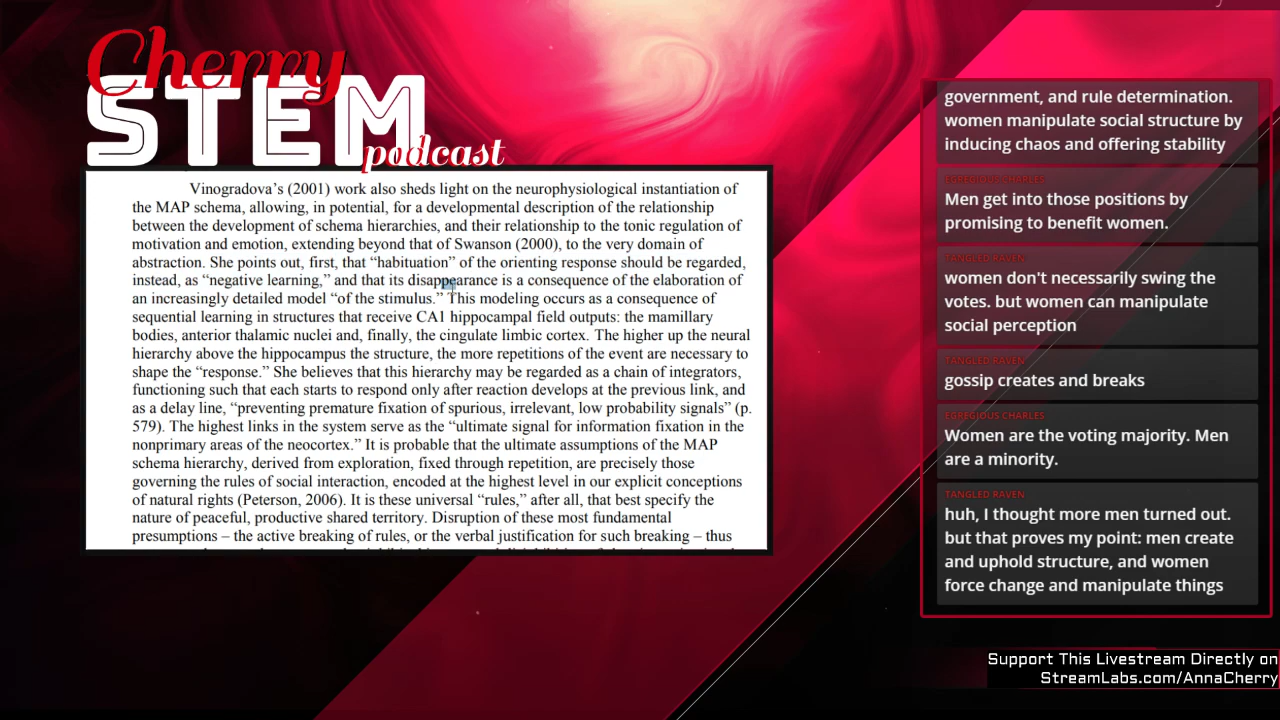 Cherry
STEM
podcast
Vinogradova's (2001) work also sheds light on the neurophysiological instantiation of
the MAP schema, allowing, in potential, for a developmental description of the relationship
between the development of schema hierarchies, and their relationship to the tonic regulation of
motivation and emotion, extending beyond that of Swanson (2000), to the very domain of
abstraction. She points out, first, that “habituation” of the orienting response should be regarded,
instead, as “negative learning,” and that its disappearance is a consequence of the elaboration of
an increasingly detailed model “of the stimulus.” This modeling occurs as a consequence of
sequential learning in structures that receive CA1 hippocampal field outputs: the mamillary
bodies, anterior thalamic nuclei and, finally, the cingulate limbic cortex. The higher up the neural
hierarchy above the hippocampus the structure, the more repetitions of the event are necessary to
shape the “response.” She believes that this hierarchy may be regarded as a chain of integrators,
functioning such that each starts to respond only after reaction develops at the previous link, and
as a delay line, “preventing premature fixation of spurious, irrelevant, low probability signals” (p.
579). The highest links in the system serve as the “ultimate signal for information fixation in the
nonprimary areas of the neocortex.” It is probable that the ultimate assumptions of the MAP
schema hierarchy, derived from exploration, fixed through repetition, are precisely those
governing the rules of social interaction, encoded at the highest level in our explicit conceptions
of natural rights (Peterson, 2006). It is these universal “rules,” after all, that best specify the
nature of peaceful, productive shared territory. Disruption of these most fundamental
presumptions – the active breaking of rules, or the verbal justification for such breaking – thus
government, and rule determination.
women manipulate social structure by
inducing chaos and offering stability
EGREGIOUS CHARLES
Men get into those positions by
promising to benefit women.
TANGLED RAVEN
women don't necessarily swing the
votes. but women can manipulate
social perception
TANGLED RAVEN
gossip creates and breaks
EGREGIOUS CHARLES
Women are the voting majority. Men
are a minority.
TANGLED RAVEN
huh, I thought more men turned out.
but that proves my point: men create
and uphold structure, and women
force change and manipulate things
Support This Livestream Directly on
StreamLabs.com/AnnaCherry